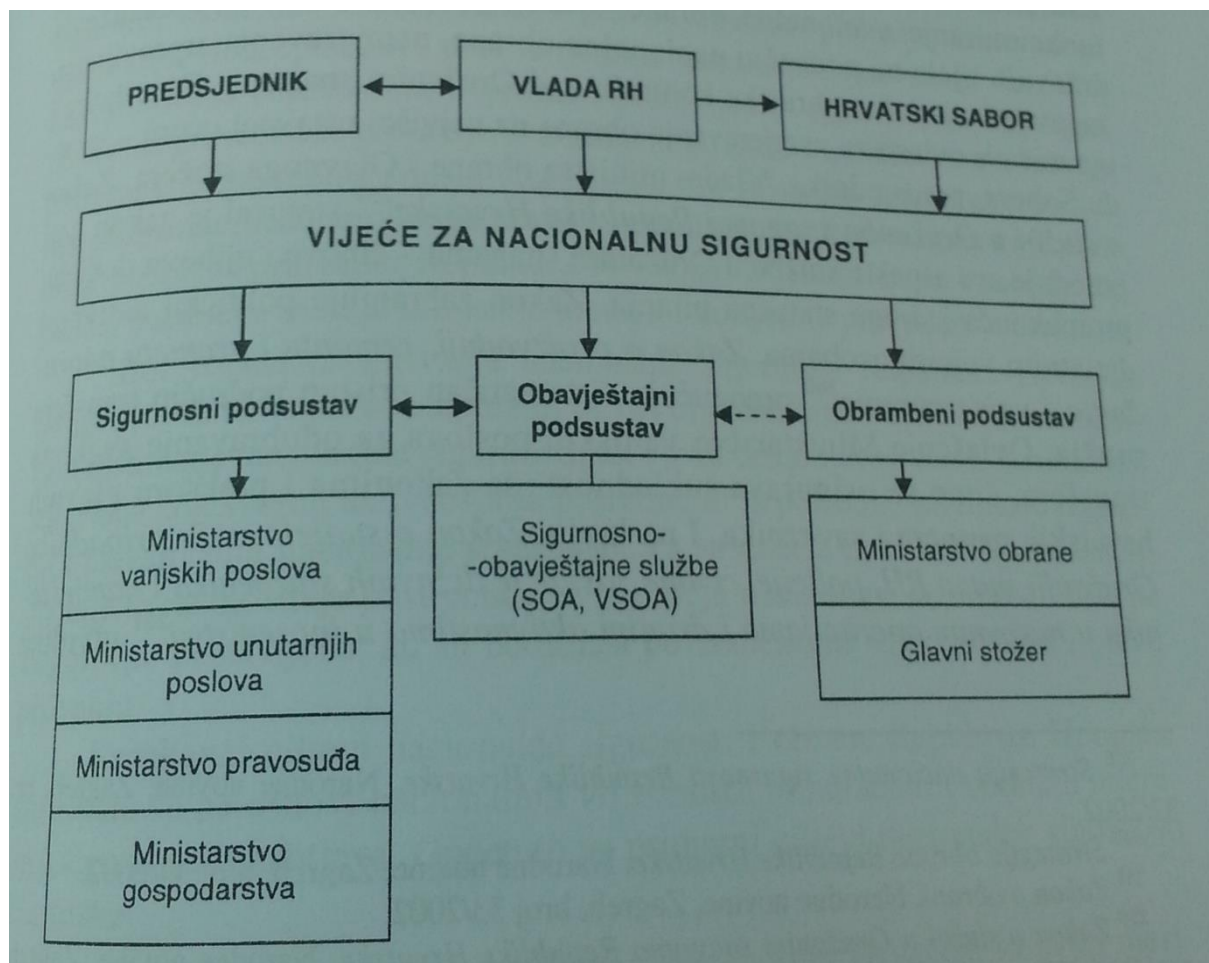 PREDSJEDNIK
VLADA RH
HRVATSKI SABOR
VIJEĆE ZA NACIONALNU SIGURNOST
Sigurnosni podsustav
Obavještajni
podsustav
Obrambeni podsustav
Ministarstvo
vanjskih poslova
Ministarstvo unutarnjih
poslova
Ministarstvo pravosuđa
Ministarstvo
gospodarstva
Sigurnosno-
-obavještajne službe
(SOA, VSOA)
Ministarstvo obrane
Glavni stožer